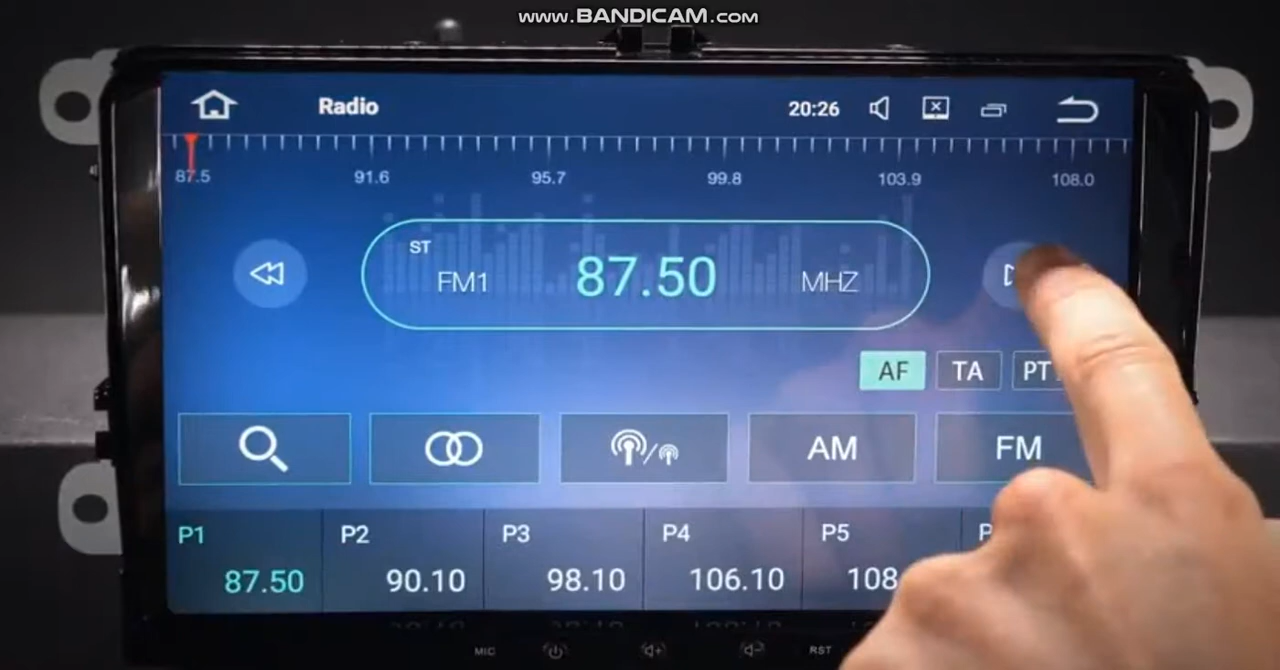 www.BANDICAM.com
Radio 20:26
87.5 91.6 95.7 99.8 103.9 108.0
ST
FM1 87.50 MHZ
AF TA
AM FM
P1 P2 P3 P4 P5
87.50 90.10 98.10 106.10
MIC RST